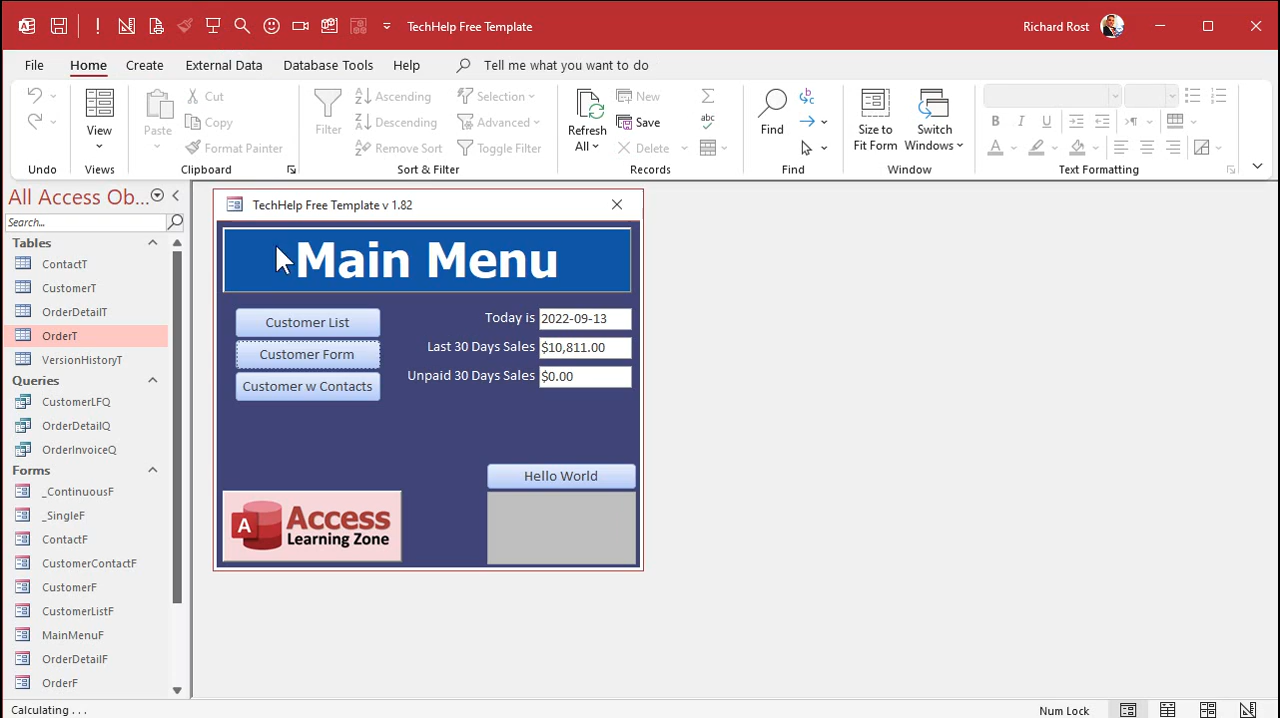 TechHelp Free Template
Richard Rost
File Home Create External Data Database Tools Help Tell me what you want to do
Undo
View
Views
Paste
Cut
Copy
Format Painter
Clipboard
Filter
Ascending
Descending
Remove Sort
Selection
Advanced
Toggle Filter
Sort & Filter
Refresh
All
New
Save
Delete
abc
Records
Find
Find
Size to
Fit Form
Switch
Windows
Window
B I U
A
Text Formatting
All Access Ob...
Search...
Tables
ContactT
CustomerT
OrderDetailT
OrderT
VersionHistoryT
Queries
CustomerLFQ
OrderDetailQ
OrderInvoiceQ
Forms
_ContinuousF
_SingleF
ContactF
CustomerContactF
CustomerF
CustomerListF
MainMenuF
OrderDetailF
OrderF
TechHelp Free Template v 1.82
Main Menu
Customer List
Customer Form
Customer w Contacts
Today is 2022-09-13
Last 30 Days Sales $10,811.00
Unpaid 30 Days Sales $0.00
Hello World
A Access
Learning Zone
Calculating . . .
Num Lock